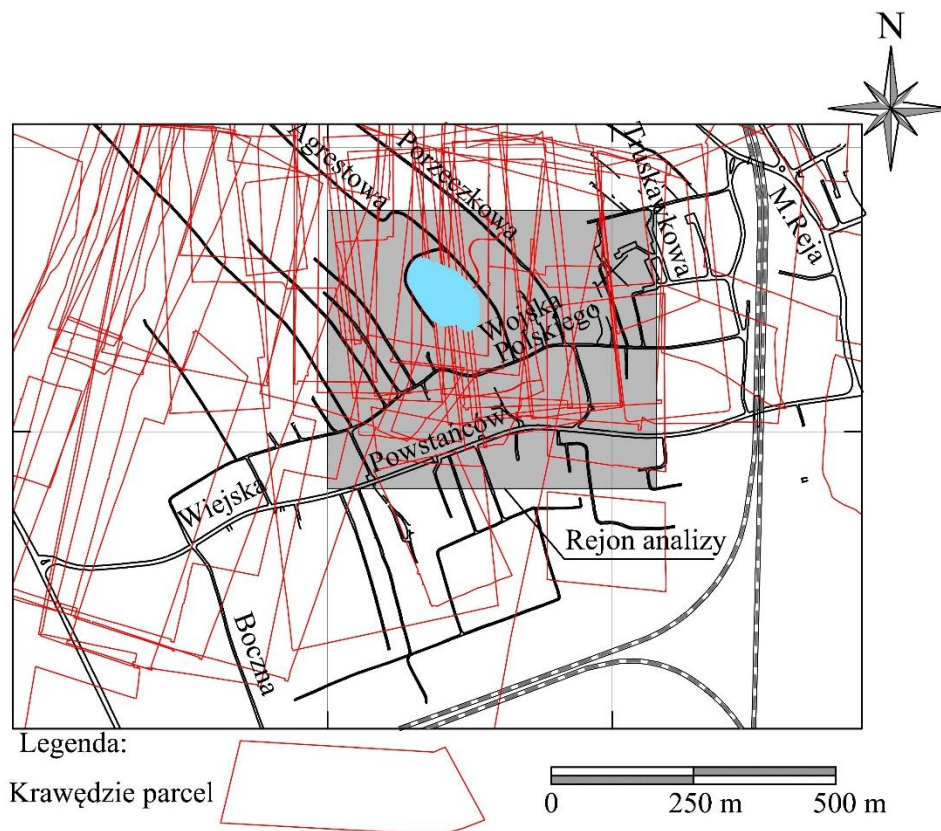 N
Agrestowa
Porzeczkowa
Truskawkowa
M.Reja
Wojska
Polskiego
Powstańców
Wiejska
Rejon analizy
Boczna
Legenda:
Krawędzie parcel
0 250 m 500 m